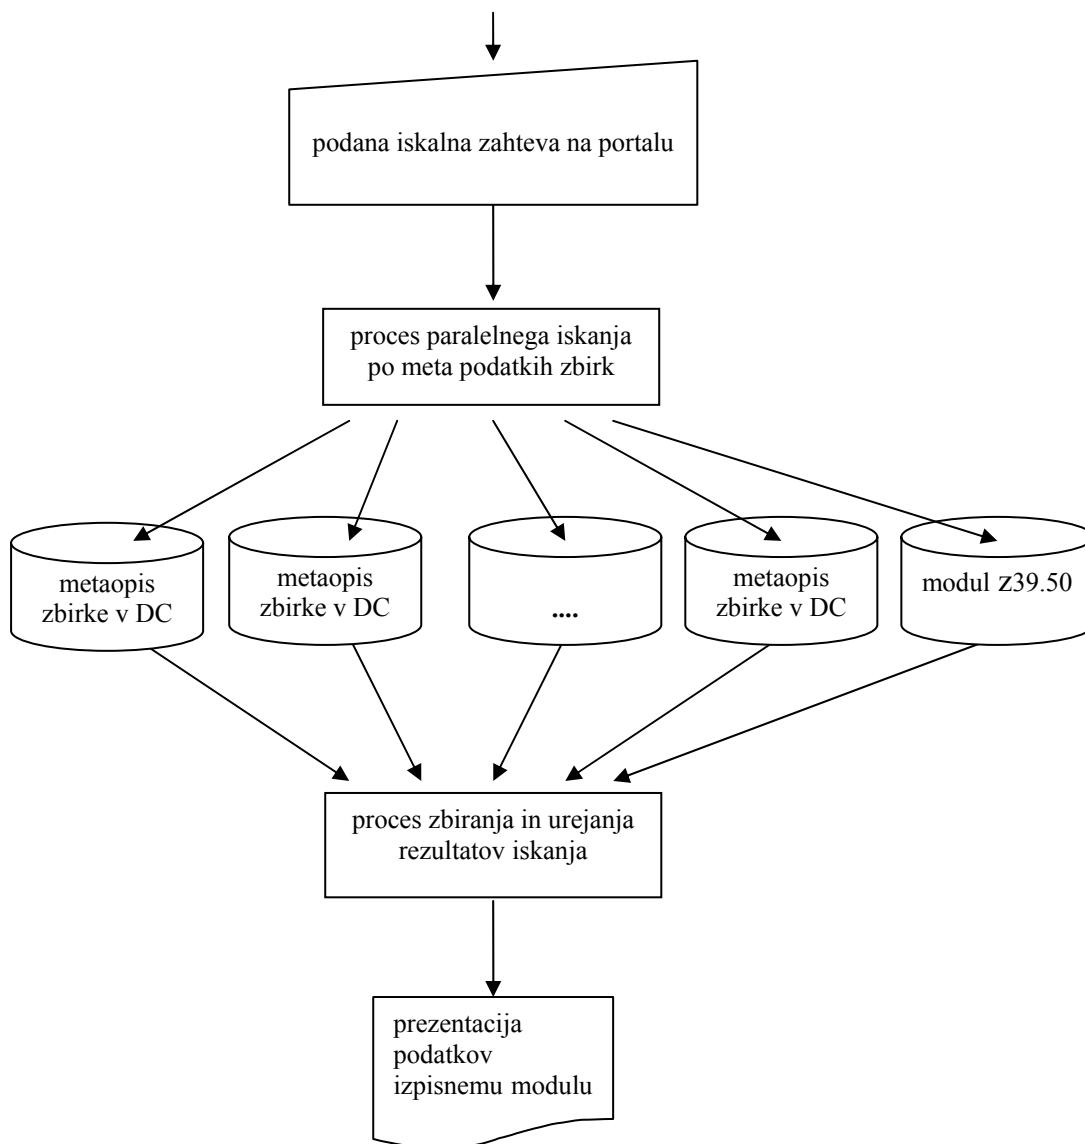 podana iskalna zahteva na portalu
proces paralelnega iskanja
po meta podatkih zbirk
metaopis
zbirke v DC
metaopis
zbirke v DC
....
metaopis
zbirke v DC
modul Z39.50
proces zbiranja in urejanja
rezultatov iskanja
prezentacija
podatkov
izpisnemu modulu